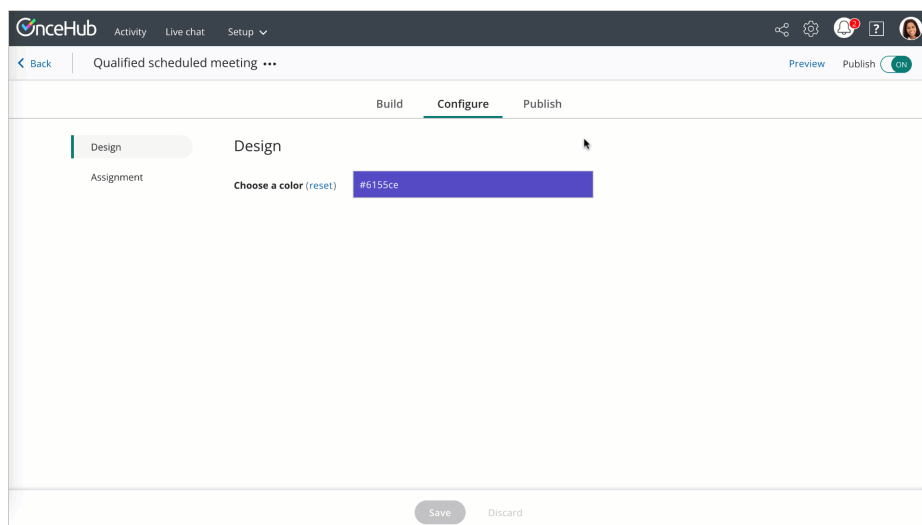 OnceHub Activity Live chat Setup 2 ?
Back Qualified scheduled meeting ••• Preview Publish ON
Build Configure Publish
Design Design
Assignment
Choose a color (reset) #6155ce
Save Discard